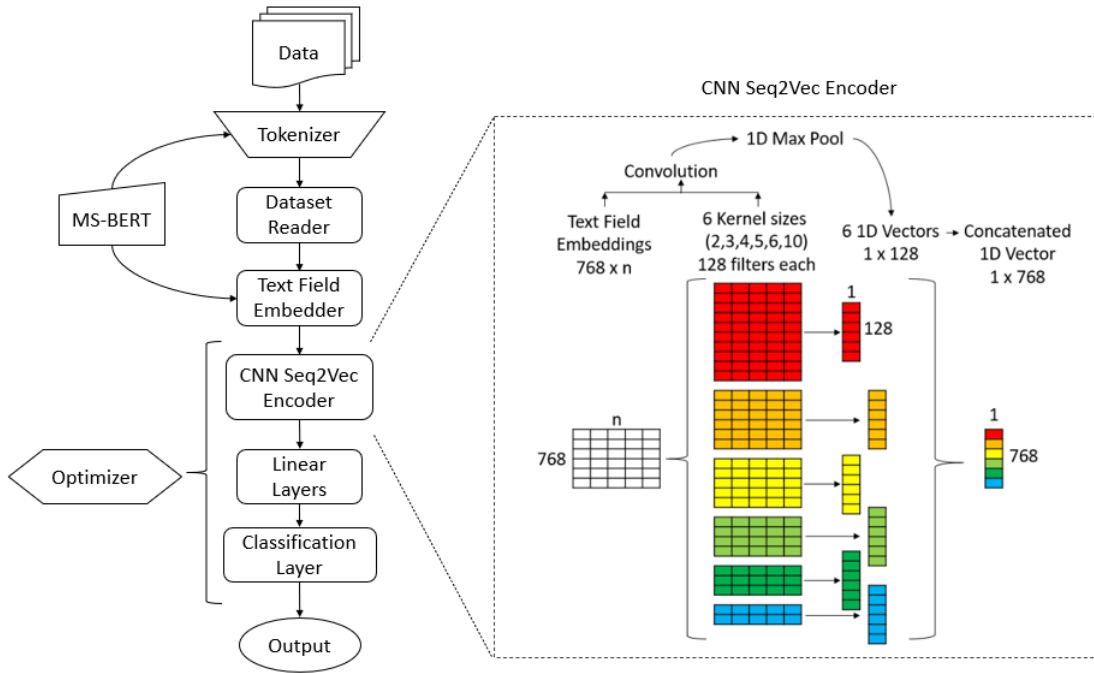 Data
Tokenizer
MS-BERT
Dataset
Reader
Text Field
Embedder
CNN Seq2Vec
Encoder
Optimizer
Linear
Layers
Classification
Layer
Output
CNN Seq2Vec Encoder
1D Max Pool
Convolution
Text Field
Embeddings
768 x n
6 Kernel sizes
(2,3,4,5,6,10)
128 filters each
6 1D Vectors
1 x 128
Concatenated
1D Vector
1 x 768
n
768
1
128
1
768